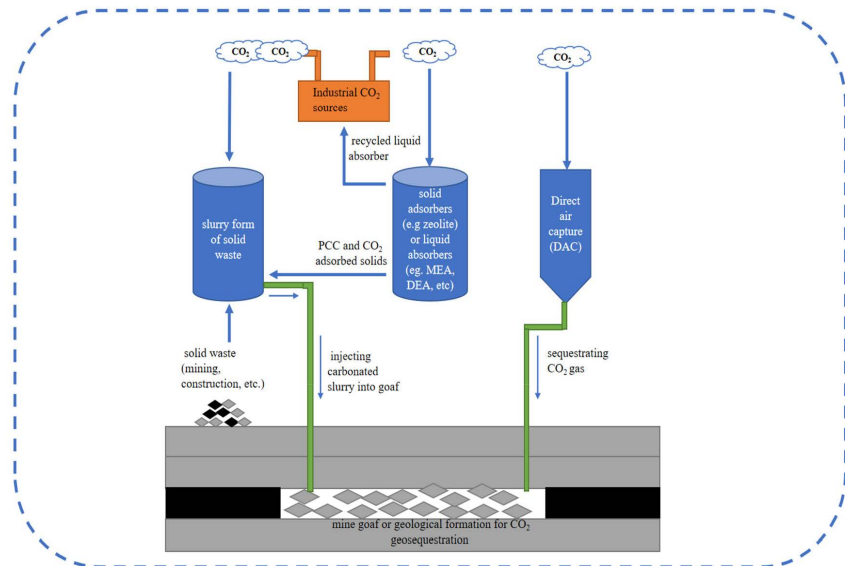 CO₂
CO₂
CO₂
CO₂
Industrial CO₂
sources
recycled liquid
absorber
slurry form
of solid
waste
solid
adsorbers
(e.g zeolite)
or liquid
absorbers
(eg. MEA,
DEA, etc)
Direct
air
capture
(DAC)
PCC and CO₂
adsorbed solids
solid waste
(mining,
construction, etc.)
injecting
carbonated
slurry into goaf
sequestrating
CO₂ gas
mine goaf or geological formation for CO₂
geosequestration